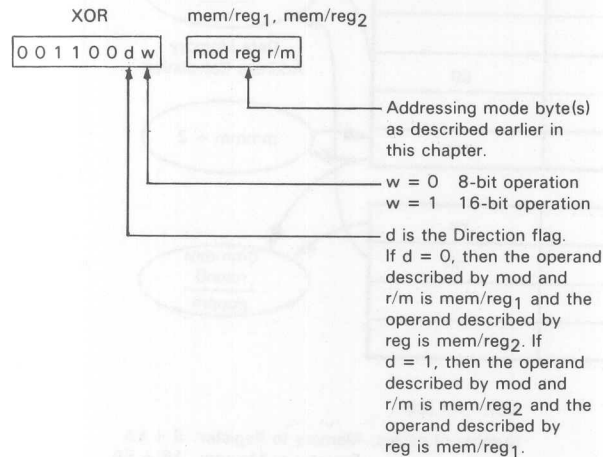 XOR mem/reg1, mem/reg2
0 0 1 1 0 0 d w mod reg r/m
Addressing mode byte(s)
as described earlier in
this chapter.
w = 0 8-bit operation
w = 1 16-bit operation
d is the Direction flag.
If d = 0, then the operand
described by mod and
r/m is mem/reg1 and the
operand described by
reg is mem/reg2. If
d = 1, then the operand
described by mod and
r/m is mem/reg2 and the
operand described by
reg is mem/reg1.